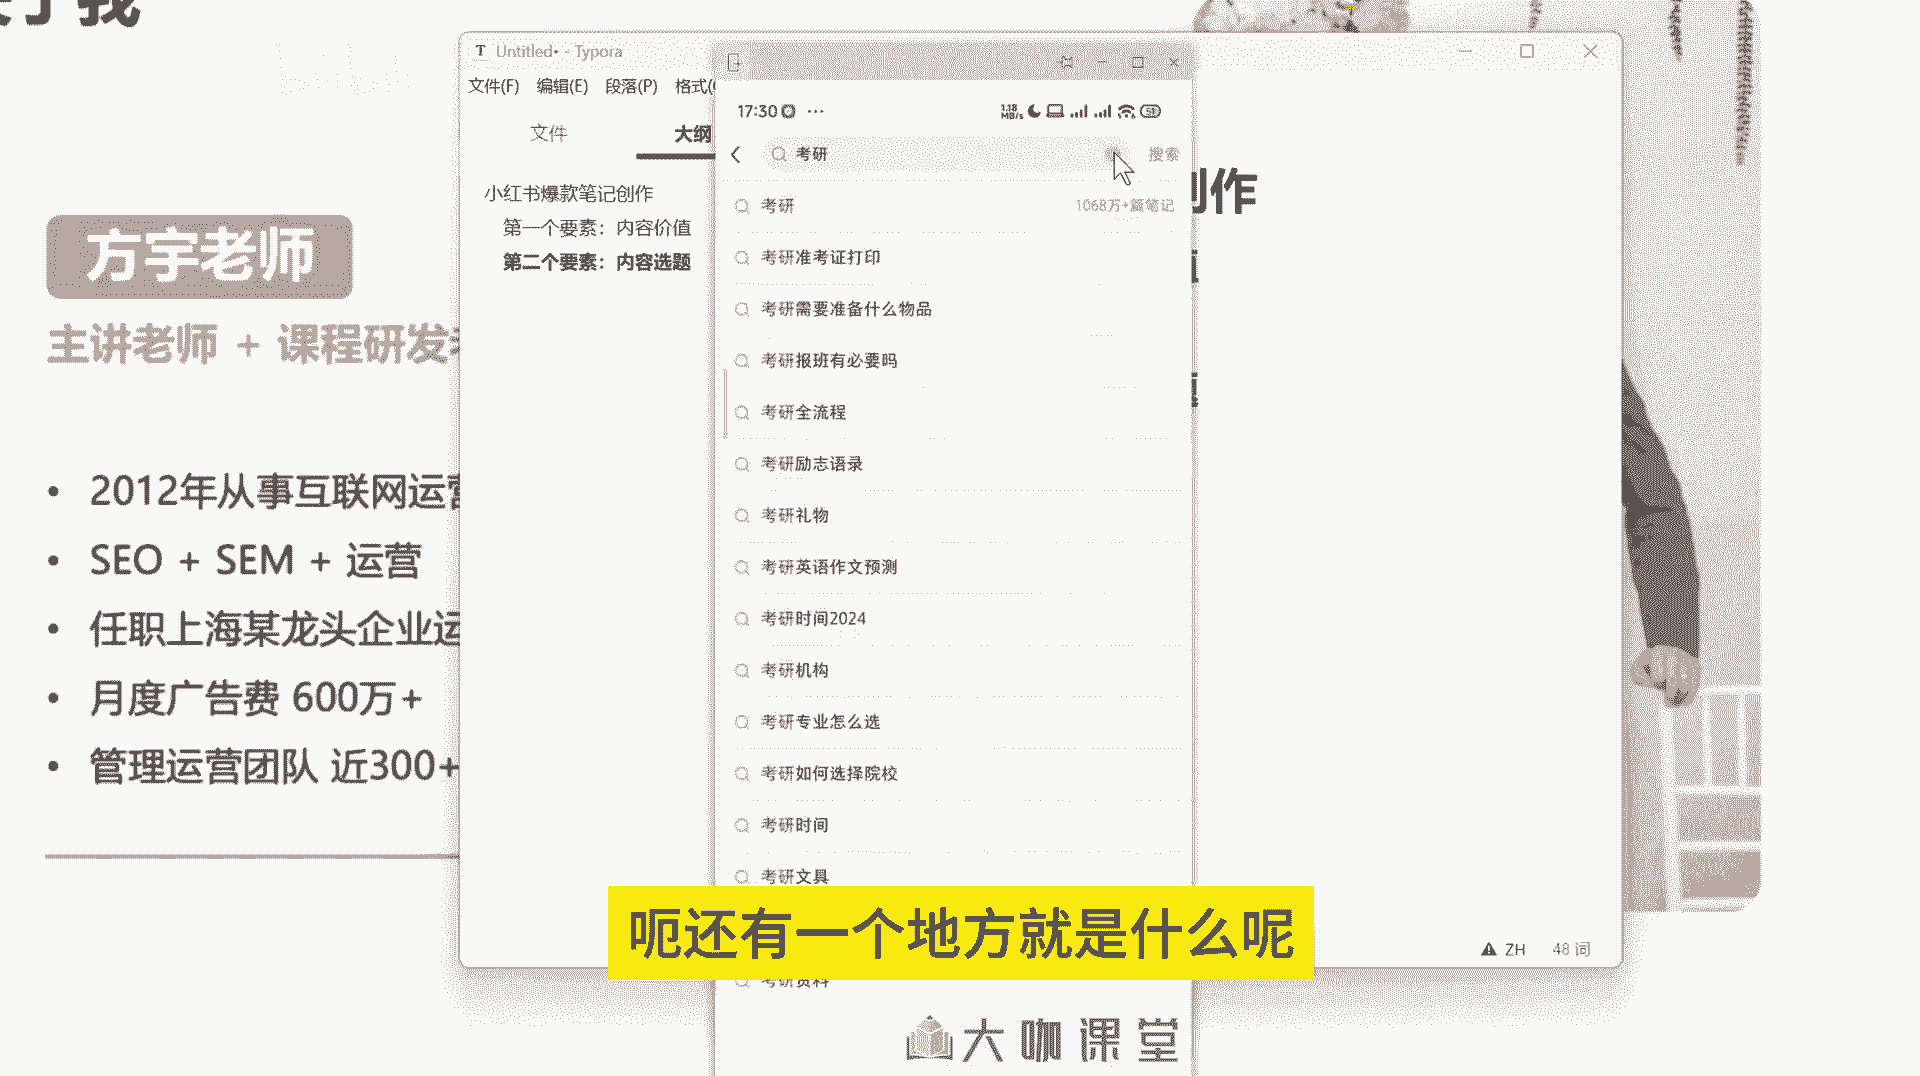 方宇老师
主讲老师 + 课程研发
2012年从事互联网运营
SEO + SEM + 运营
任职上海某龙头企业运
月度广告费 600万+
管理运营团队 近300+
Untitled• - Typora
文件(F) 编辑(E) 段落(P) 格式(
文件 大纲
小红书爆款笔记创作
第一个要素：内容价值
第二个要素：内容选题
创作
17:30 ···
1.18 MB/s
考研 搜索
考研 1068万+篇笔记
考研准考证打印
考研需要准备什么物品
考研报班有必要吗
考研全流程
考研励志语录
考研礼物
考研英语作文预测
考研时间2024
考研机构
考研专业怎么选
考研如何选择院校
考研时间
考研文具
考研资料
呃还有一个地方就是什么呢
ZH 48 词
大咖课堂